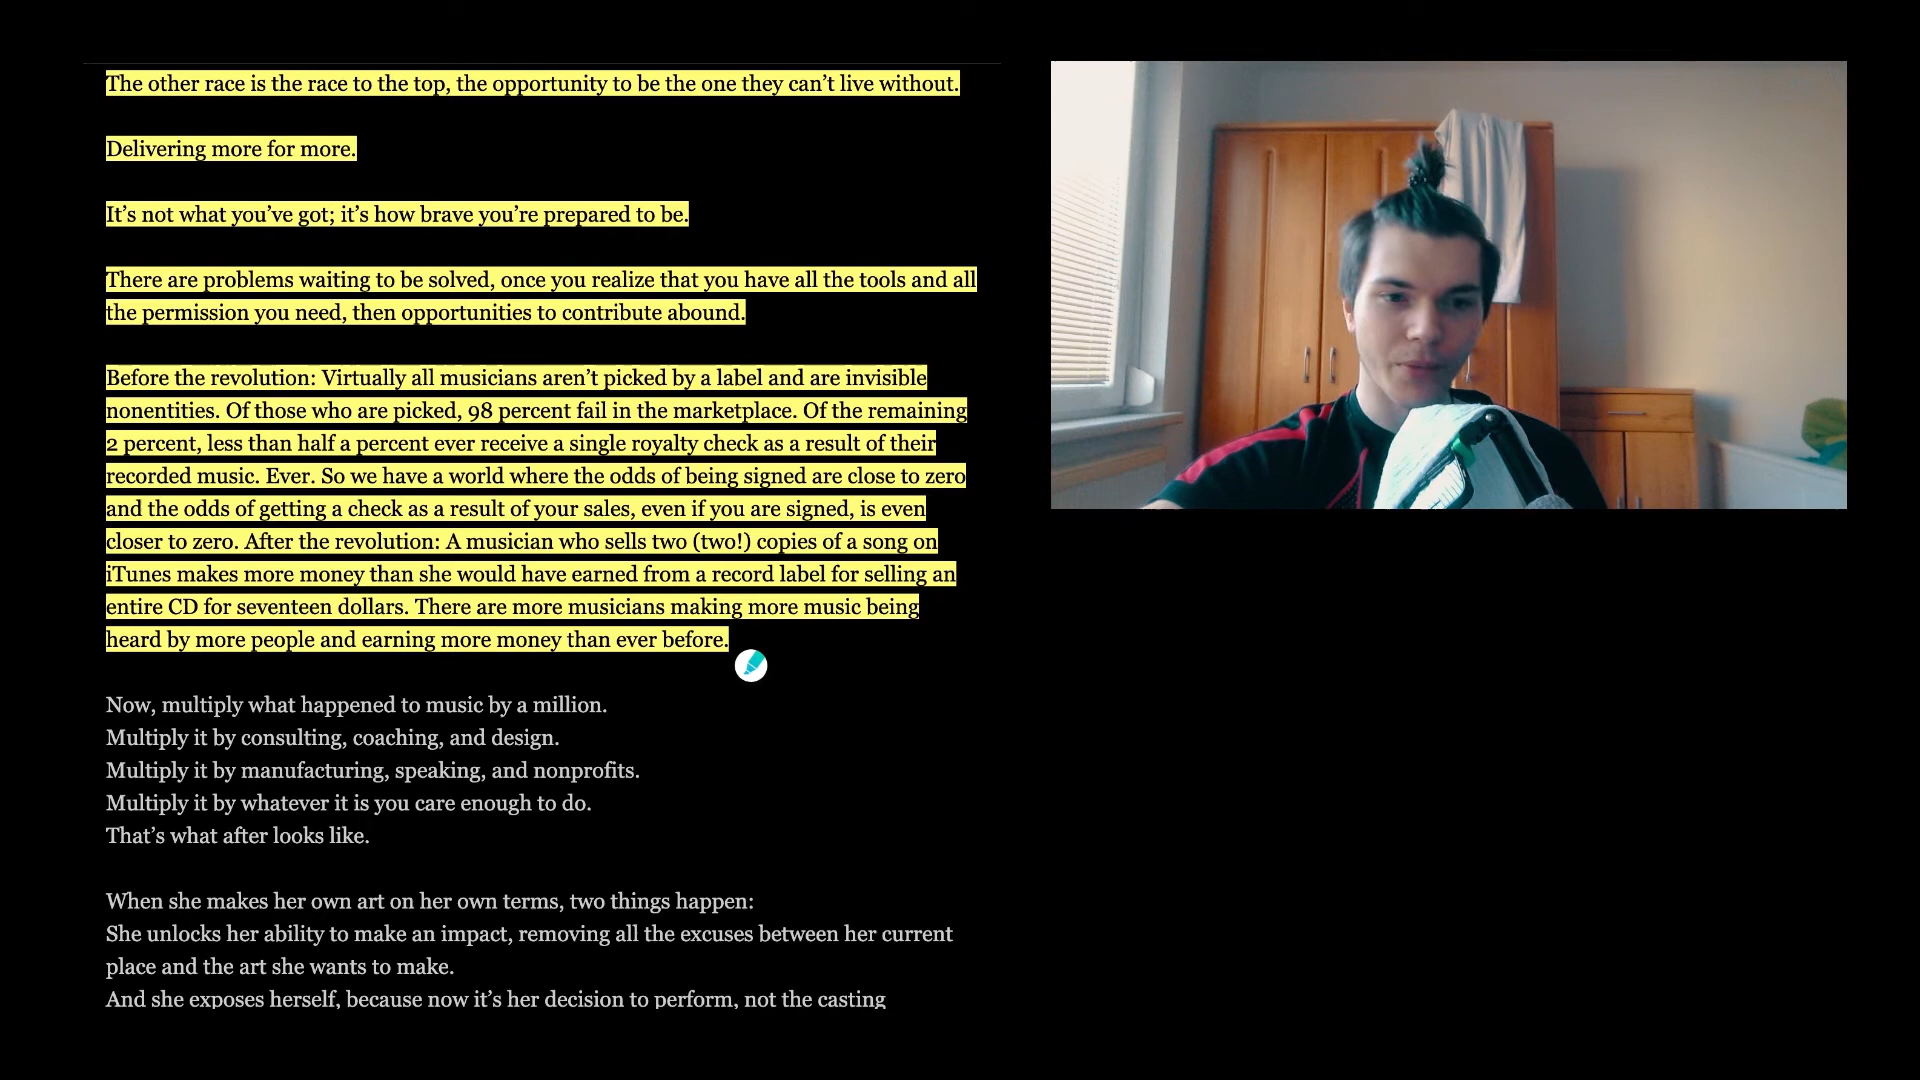 The other race is the race to the top, the opportunity to be the one they can’t live without.
Delivering more for more.
It’s not what you’ve got; it’s how brave you’re prepared to be.
There are problems waiting to be solved, once you realize that you have all the tools and all
the permission you need, then opportunities to contribute abound.
Before the revolution: Virtually all musicians aren’t picked by a label and are invisible
nonentities. Of those who are picked, 98 percent fail in the marketplace. Of the remaining
2 percent, less than half a percent ever receive a single royalty check as a result of their
recorded music. Ever. So we have a world where the odds of being signed are close to zero
and the odds of getting a check as a result of your sales, even if you are signed, is even
closer to zero. After the revolution: A musician who sells two (two!) copies of a song on
iTunes makes more money than she would have earned from a record label for selling an
entire CD for seventeen dollars. There are more musicians making more music being
heard by more people and earning more money than ever before.
Now, multiply what happened to music by a million.
Multiply it by consulting, coaching, and design.
Multiply it by manufacturing, speaking, and nonprofits.
Multiply it by whatever it is you care enough to do.
That’s what after looks like.
When she makes her own art on her own terms, two things happen:
She unlocks her ability to make an impact, removing all the excuses between her current
place and the art she wants to make.
And she exposes herself, because now it’s her decision to perform, not the casting